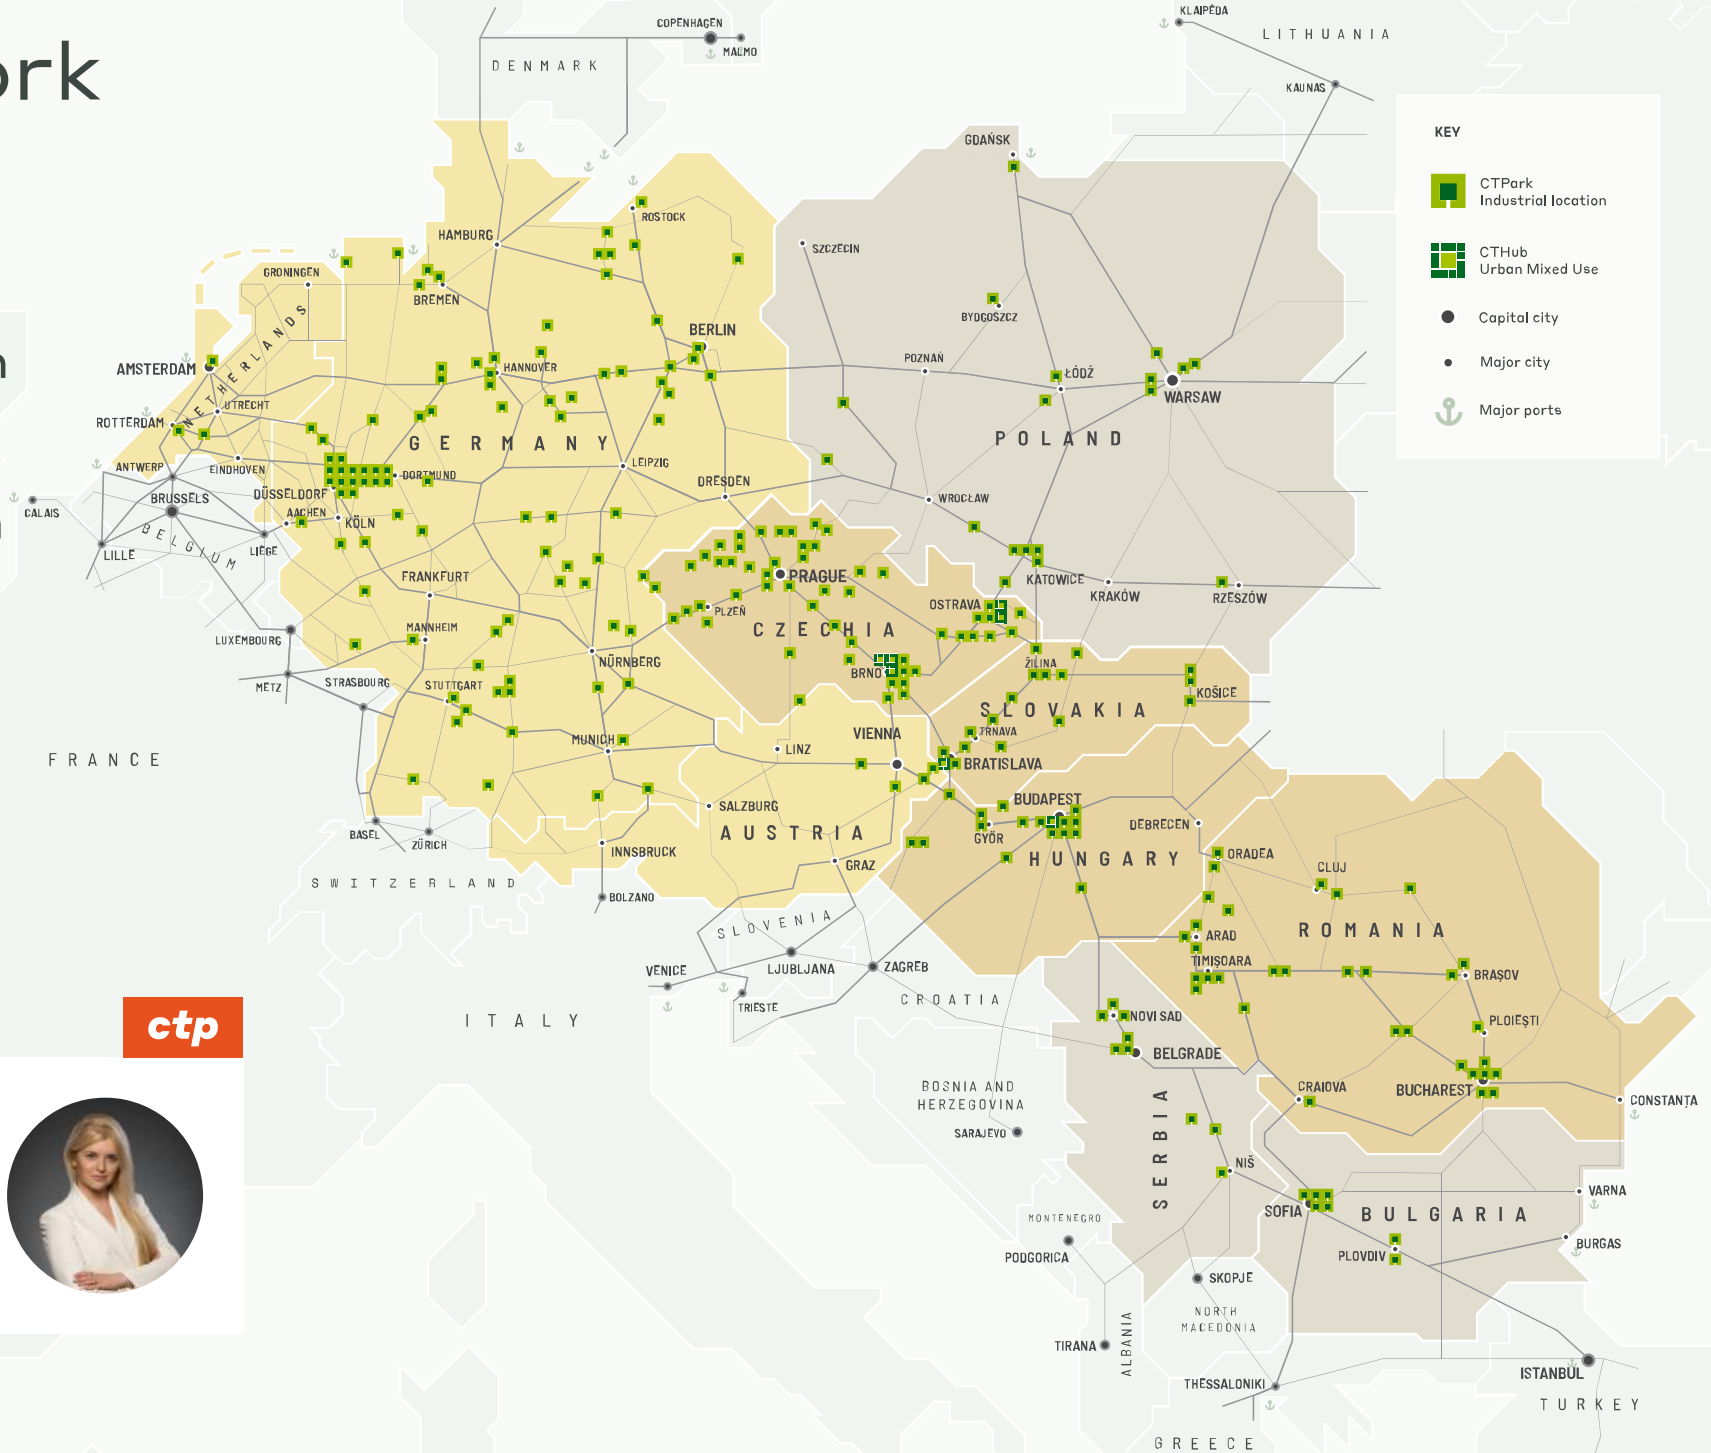 COPENHAGEN
MALMO
DENMARK
KLAIPĖDA
LITHUANIA
KAUNAS
KEY
CTPark
Industrial location
CTHub
Urban Mixed Use
Capital city
Major city
Major ports
GDAŃSK
ROSTOCK
HAMBURG
SZCZECIN
GRONINGEN
BREMEN
BYDGOSZCZ
BERLIN
NETHERLANDS
AMSTERDAM
HANNOVER
POZNAŃ
ŁÓDŹ
WARSAW
UTRECHT
ROTTERDAM
GERMANY
POLAND
ANTWERP
EINDHOVEN
DORTMUND
LEIPZIG
DRESDEN
BRUSSELS
DÜSSELDORF
WROCŁAW
CALAIS
AACHEN
KÖLN
BELGIUM
LILLE
LIÈGE
FRANKFURT
PRAGUE
KATOWICE
KRAKÓW
RZESZÓW
PLZEŇ
OSTRAVA
MANNHEIM
CZECHIA
LUXEMBOURG
NÜRNBERG
ŽILINA
BRNO
METZ
STRASBOURG
STUTTGART
KOŠICE
SLOVAKIA
FRANCE
MUNICH
LINZ
VIENNA
TRNAVA
BRATISLAVA
SALZBURG
BUDAPEST
BASEL
ZÜRICH
AUSTRIA
GYŐR
DEBRECEN
INNSBRUCK
HUNGARY
ORADEA
GRAZ
CLUJ
SWITZERLAND
BOLZANO
SLOVENIA
ROMANIA
ARAD
VENICE
LJUBLJANA
ZAGREB
TIMIȘOARA
BRAȘOV
TRIESTE
CROATIA
NOVI SAD
PLOIEȘTI
ITALY
ctp
BELGRADE
BOSNIA AND
HERZEGOVINA
CRAIOVA
BUCHAREST
CONSTANȚA
SARAJEVO
SERBIA
NIŠ
VARNA
SOFIA
BULGARIA
MONTENEGRO
PODGORICA
PLOVDIV
BURGAS
SKOPJE
NORTH
MACEDONIA
TIRANA
ALBANIA
ISTANBUL
THESSALONIKI
TURKEY
GREECE